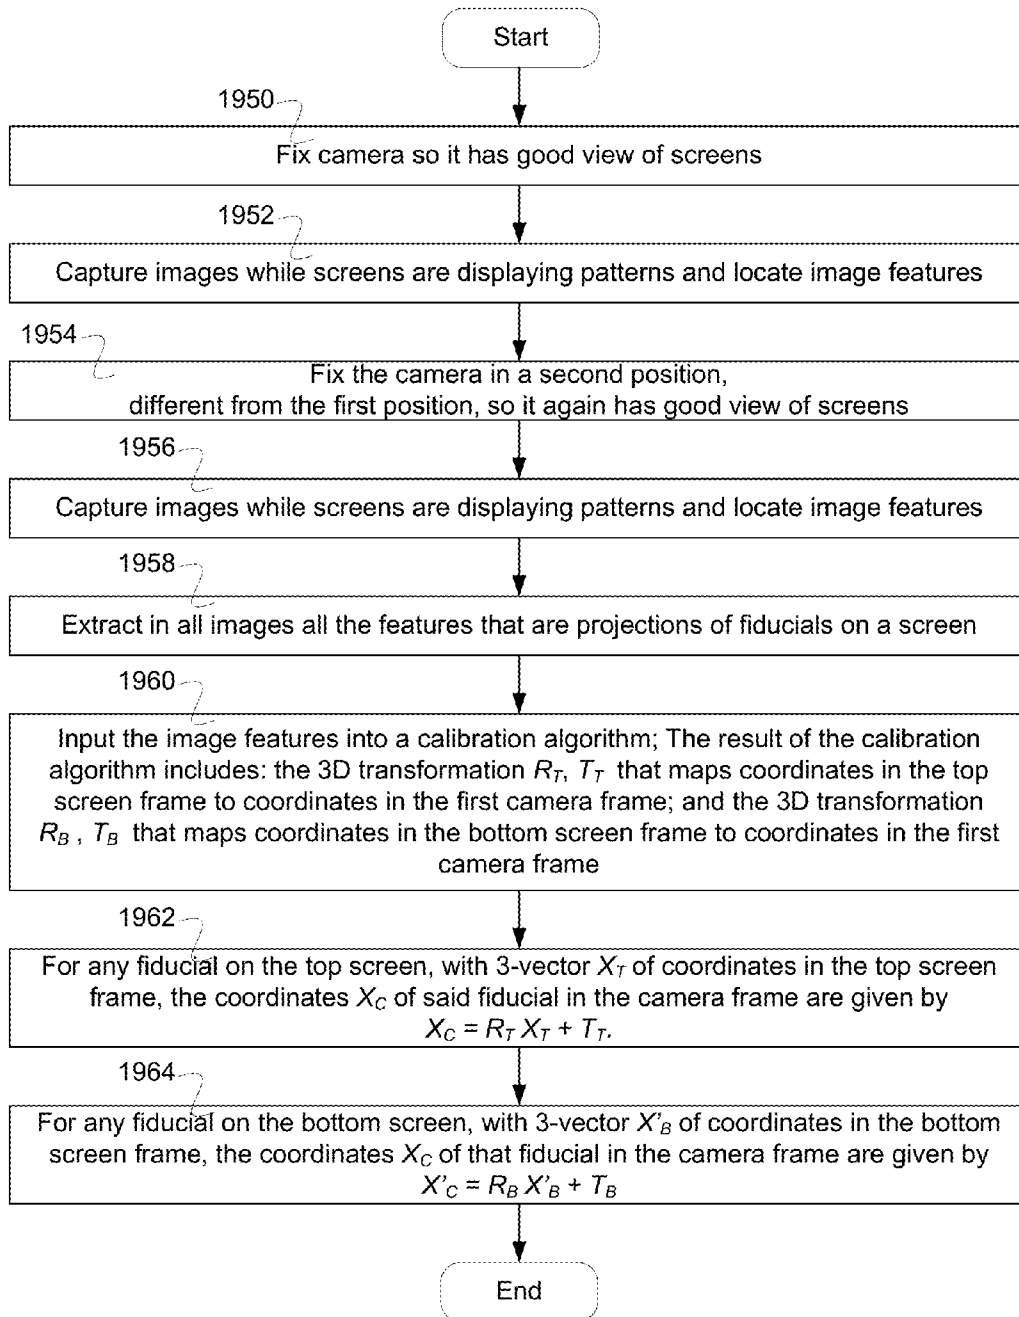 Start
1950
Fix camera so it has good view of screens
1952
Capture images while screens are displaying patterns and locate image features
1954
Fix the camera in a second position,
different from the first position, so it again has good view of screens
1956
Capture images while screens are displaying patterns and locate image features
1958
Extract in all images all the features that are projections of fiducials on a screen
1960
Input the image features into a calibration algorithm; The result of the calibration
algorithm includes: the 3D transformation R_T, T_T that maps coordinates in the top
screen frame to coordinates in the first camera frame; and the 3D transformation
R_B , T_B that maps coordinates in the bottom screen frame to coordinates in the first
camera frame
1962
For any fiducial on the top screen, with 3-vector X_T of coordinates in the top screen
frame, the coordinates X_C of said fiducial in the camera frame are given by
X_C = R_T X_T + T_T.
1964
For any fiducial on the bottom screen, with 3-vector X'_B of coordinates in the bottom
screen frame, the coordinates X_C of that fiducial in the camera frame are given by
X'_C = R_B X'_B + T_B
End